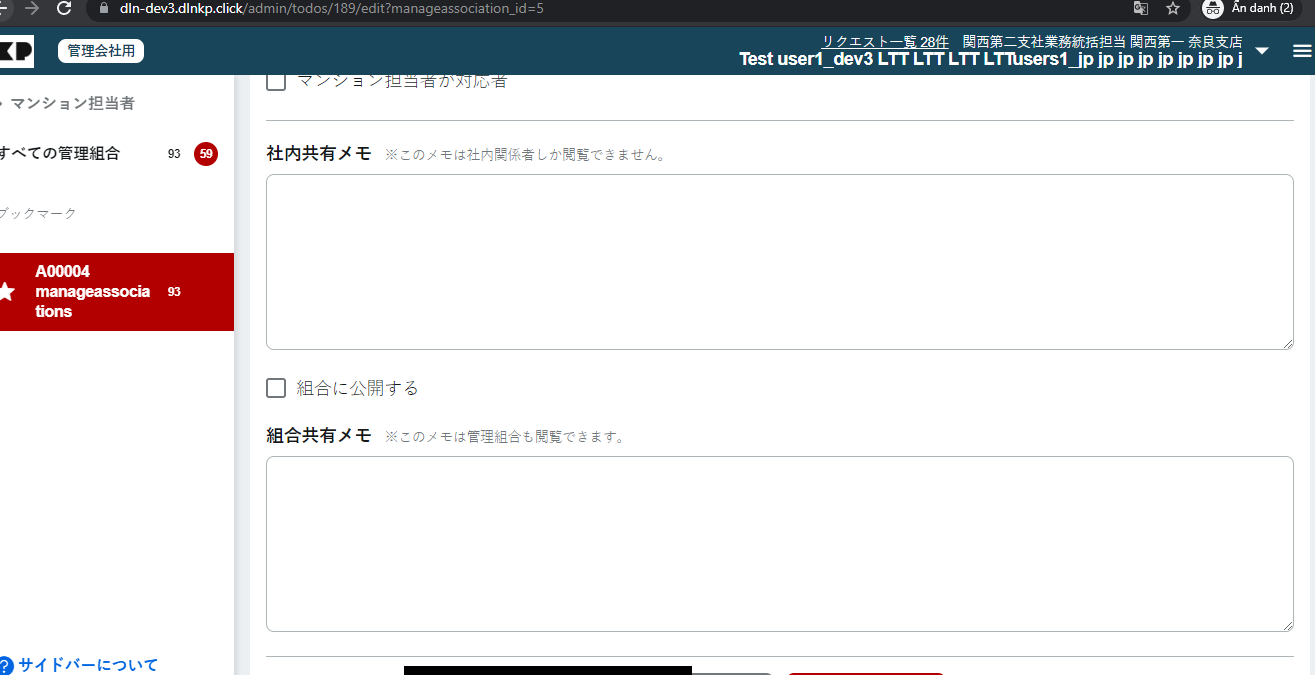 dln-dev3.dlnkp.click/admin/todos/189/edit?manageassociation_id=5
Ẩn danh (2)
KP
管理会社用
リクエスト一覧 28件 関西第二支社業務統括担当 関西第一 奈良支店
Test user1_dev3 LTT LTT LTT LTTusers1_jp jp jp jp jp jp jp jp j
マンション担当者
すべての管理組合 93 59
ブックマーク
A00004
manageassocia 93
tions
サイドバーについて
マンション担当者が対応者
社内共有メモ ※このメモは社内関係者しか閲覧できません。
組合に公開する
組合共有メモ ※このメモは管理組合も閲覧できます。